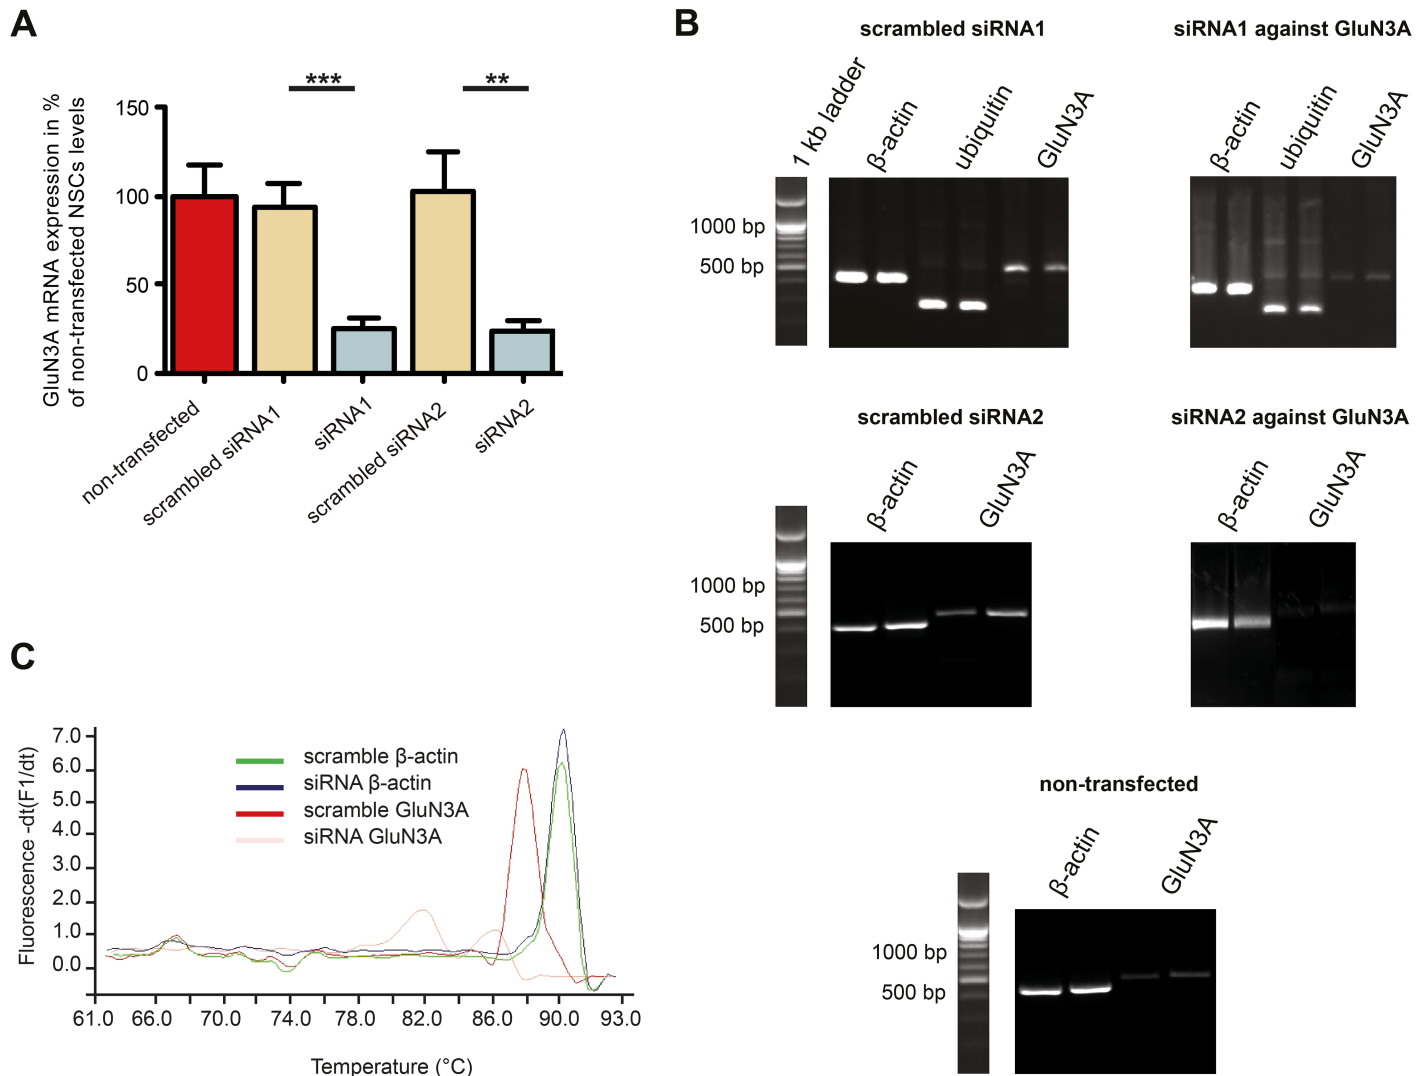 A
GluN3A mRNA expression in %
of non-transfected NSCs levels
150
100
50
0
***
**
non-transfected
scrambled siRNA1
siRNA1
scrambled siRNA2
siRNA2
B
scrambled siRNA1
siRNA1 against GluN3A
1 kb ladder
β-actin
ubiquitin
GluN3A
β-actin
ubiquitin
GluN3A
1000 bp
500 bp
scrambled siRNA2
siRNA2 against GluN3A
β-actin
GluN3A
β-actin
GluN3A
1000 bp
500 bp
non-transfected
β-actin
GluN3A
1000 bp
500 bp
C
Fluorescence -dt(F1/dt)
7.0
6.0
5.0
4.0
3.0
2.0
1.0
0.0
scramble β-actin
siRNA β-actin
scramble GluN3A
siRNA GluN3A
61.0 66.0 70.0 74.0 78.0 82.0 86.0 90.0 93.0
Temperature (°C)